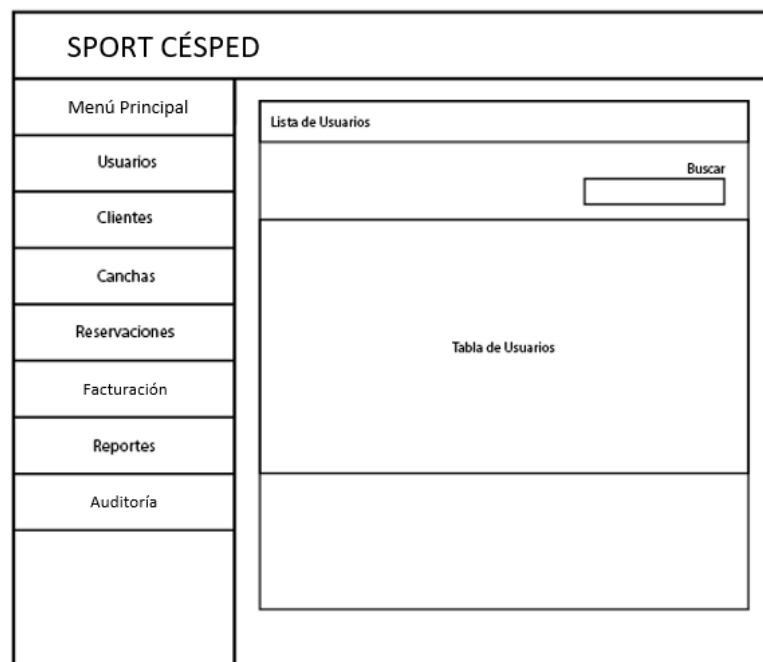 SPORT CÉSPED
Menú Principal
Usuarios
Clientes
Canchas
Reservaciones
Facturación
Reportes
Auditoría
Lista de Usuarios
Buscar
Tabla de Usuarios